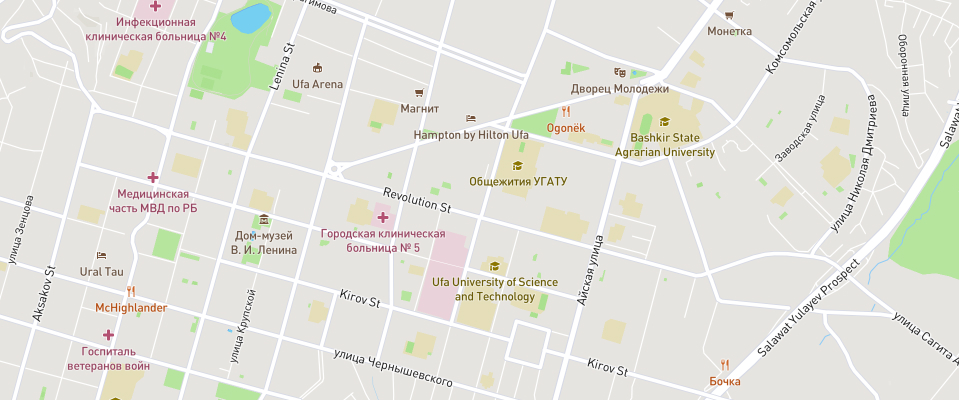 гимова
Инфекционная
клиническая больница №4
Lenina St
Ufa Arena
Магнит
Hampton by Hilton Ufa
Монетка
Дворец Молодежи
Комсомольская
Оборонная улица
Ogonёk
Bashkir State
Agrarian University
Заводская улица
улица Николая Дмитриева
Salawat Yu
Общежития УГАТУ
Медицинская
часть МВД по РБ
Revolution St
улица Зенцова
Городская клиническая
больница № 5
Дом-музей
В. И. Ленина
Ural Tau
Aksakov St
McHighlander
улица Крупской
Kirov St
Ufa University of Science
and Technology
Айская улица
Salawat Yulayev Prospect
улица Сагита А
Госпиталь
ветеранов войн
улица Чернышевского
Kirov St
Бочка